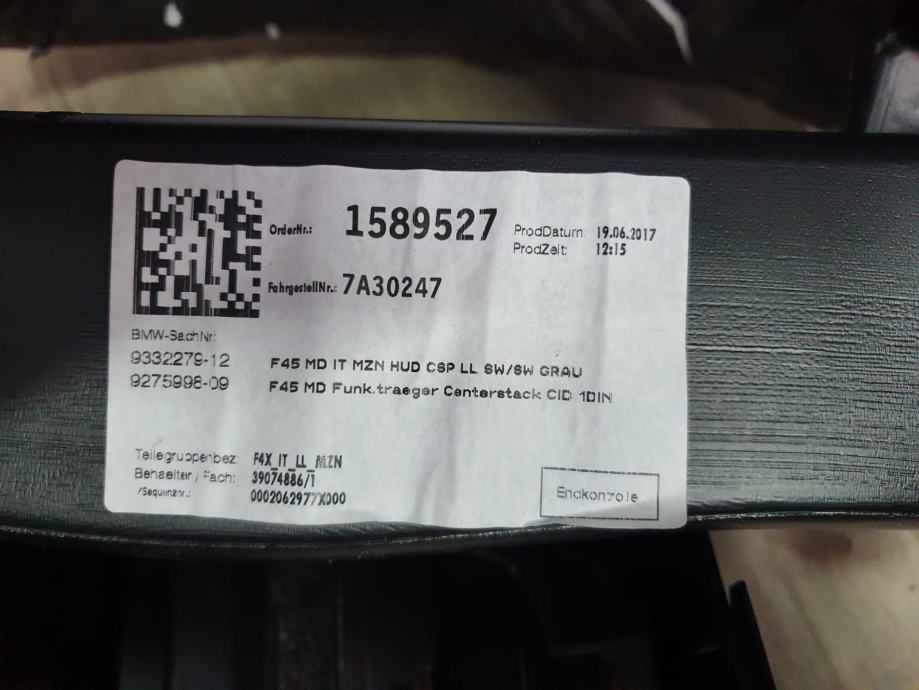 OrderNr.: 1589527
ProdDatum: 19.06.2017
ProdZeit: 12:15
FahrgestellNr.: 7A30247
BMW-SachNr:
9332279-12 F45 MD IT MZN HUD CSP LL SW/SW GRAU
9275998-09 F45 MD Funk.traeger Centerstack CID 1DIN
Teilegruppenbez: F4X_IT_LL_MZN
Behaelter / Fach: 39074886/1
/Sequenznr.: 0002062977X000
Endkontrolle